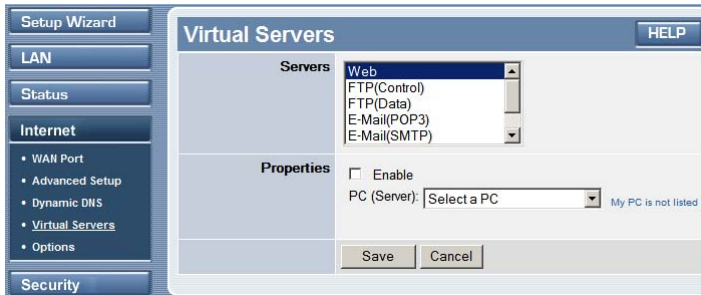 Setup Wizard
LAN
Status
Internet
• WAN Port
• Advanced Setup
• Dynamic DNS
• Virtual Servers
• Options
Security
Virtual Servers
HELP
Servers
Web
FTP(Control)
FTP(Data)
E-Mail(POP3)
E-Mail(SMTP)
Properties
Enable
PC (Server): Select a PC My PC is not listed
Save Cancel